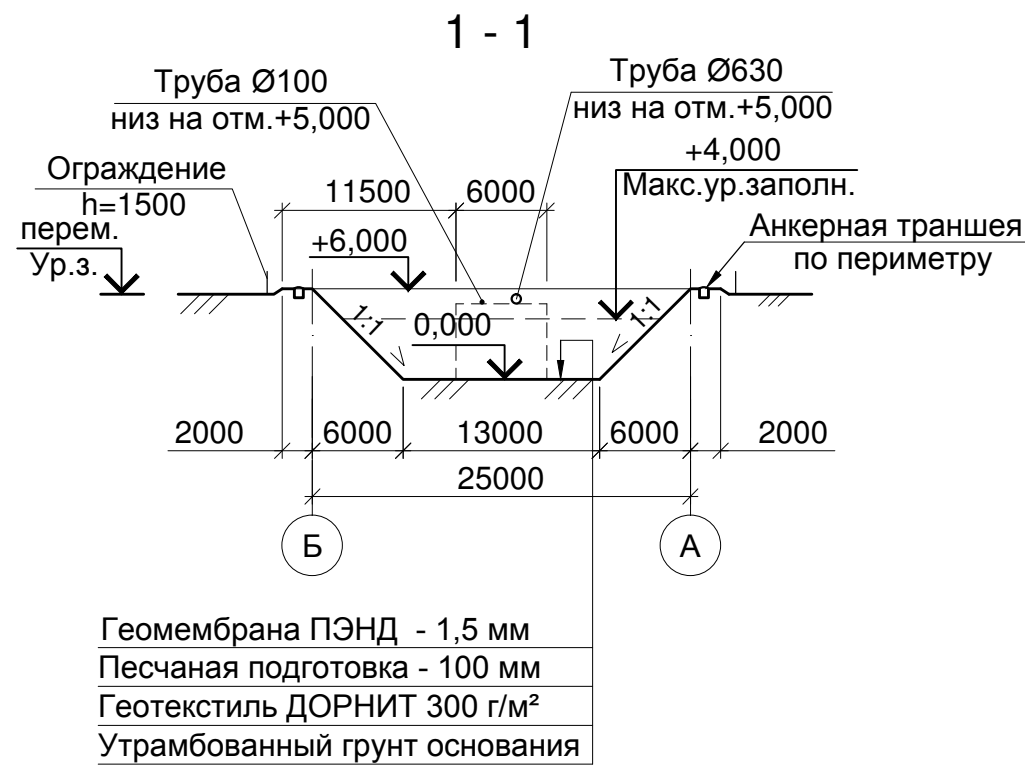 1 - 1
Труба Ø100
низ на отм.+5,000
Труба Ø630
низ на отм.+5,000
+4,000
Макс.ур.заполн.
Ограждение
h=1500
11500
6000
перем.
Ур.з.
+6,000
Анкерная траншея
по периметру
1:1
0,000
1:1
2000
6000
13000
6000
2000
25000
Б
А
Геомембрана ПЭНД - 1,5 мм
Песчаная подготовка - 100 мм
Геотекстиль ДОРНИТ 300 г/м²
Утрамбованный грунт основания